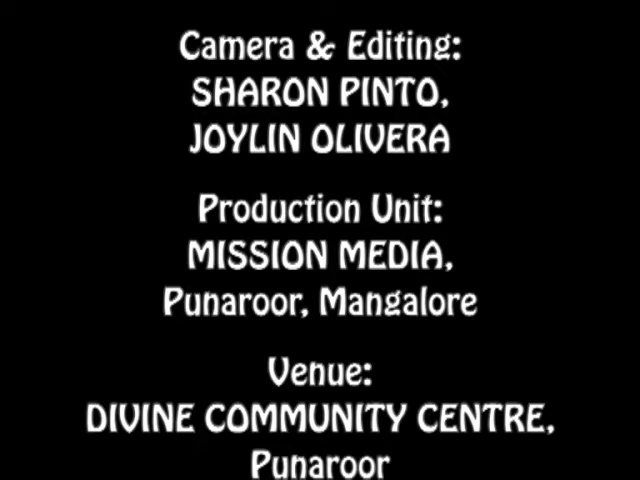 Camera & Editing:
SHARON PINTO,
JOYLIN OLIVERA
Production Unit:
MISSION MEDIA,
Punaroor, Mangalore
Venue:
DIVINE COMMUNITY CENTRE,
Punaroor